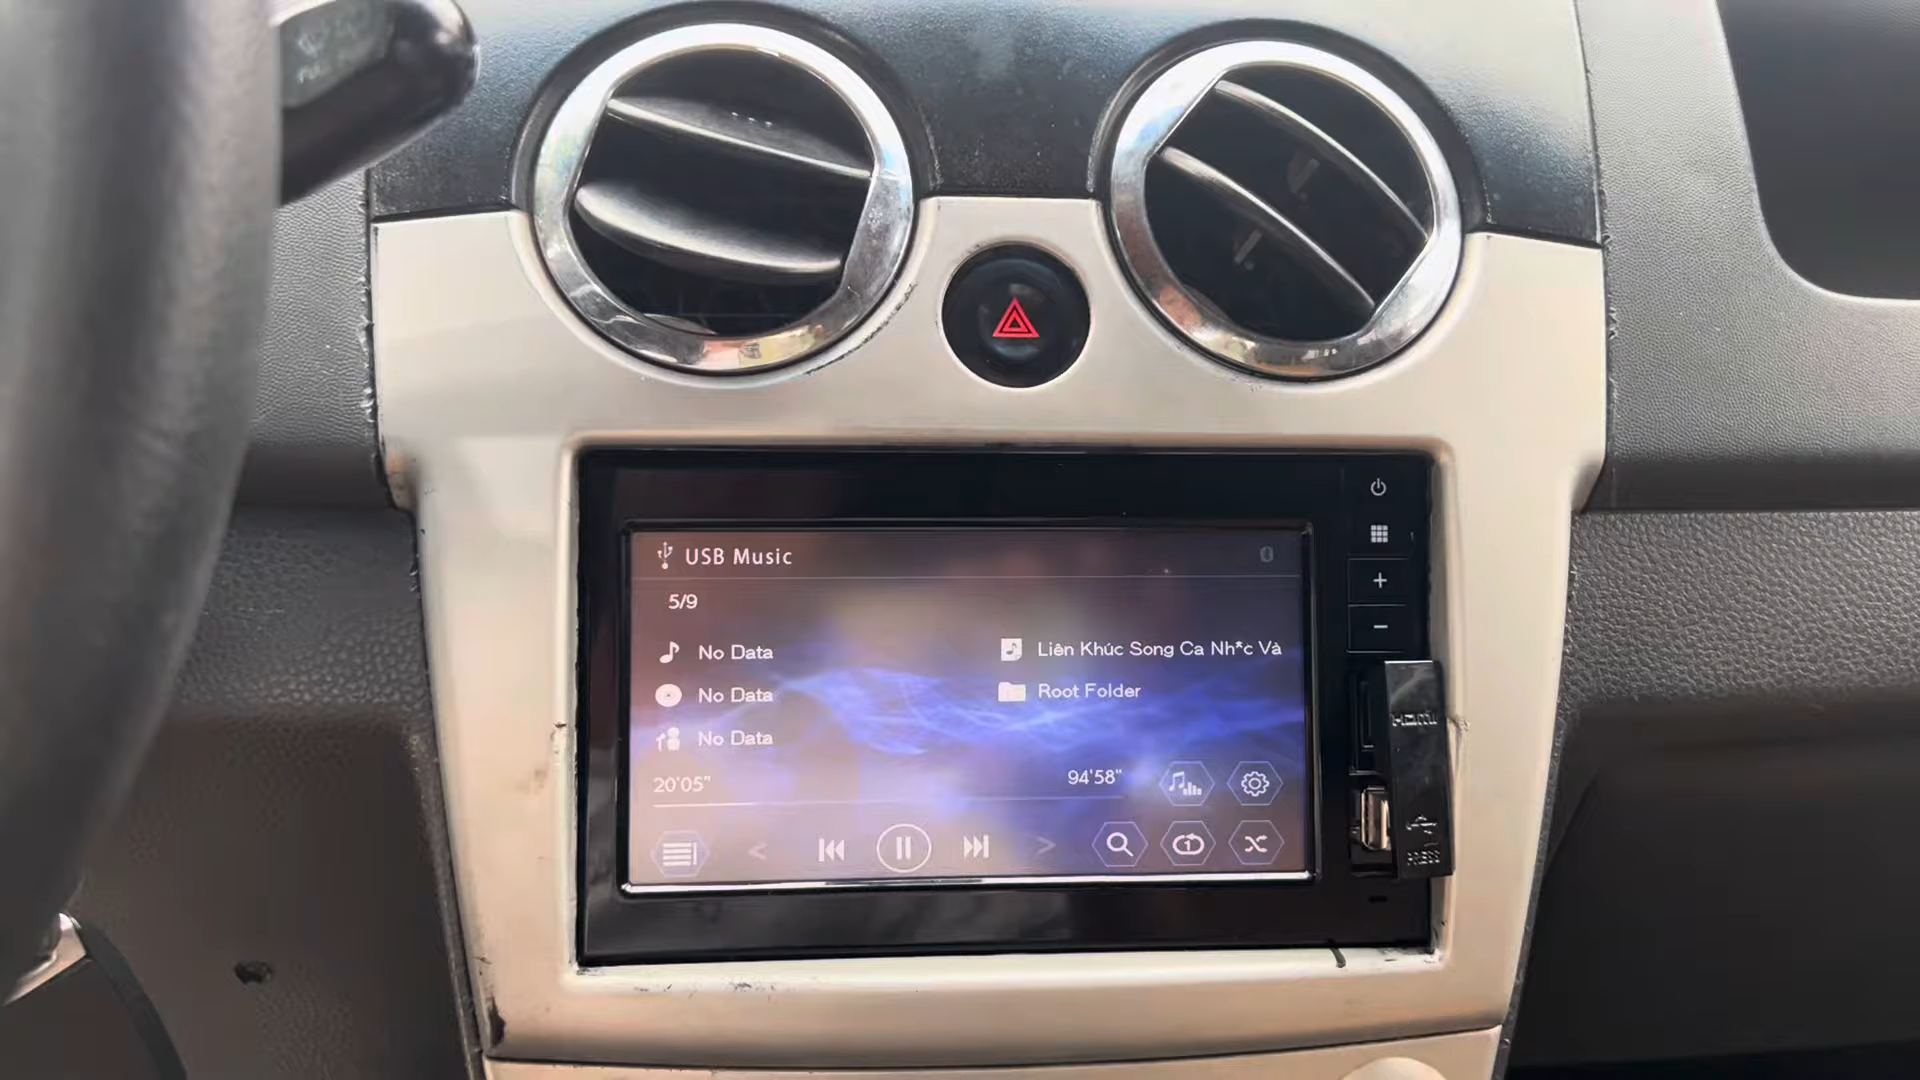 USB Music
5/9
No Data
Liên Khúc Song Ca Nh*c Và
No Data
Root Folder
No Data
20'05"
94'58"
HDMI
PRESS